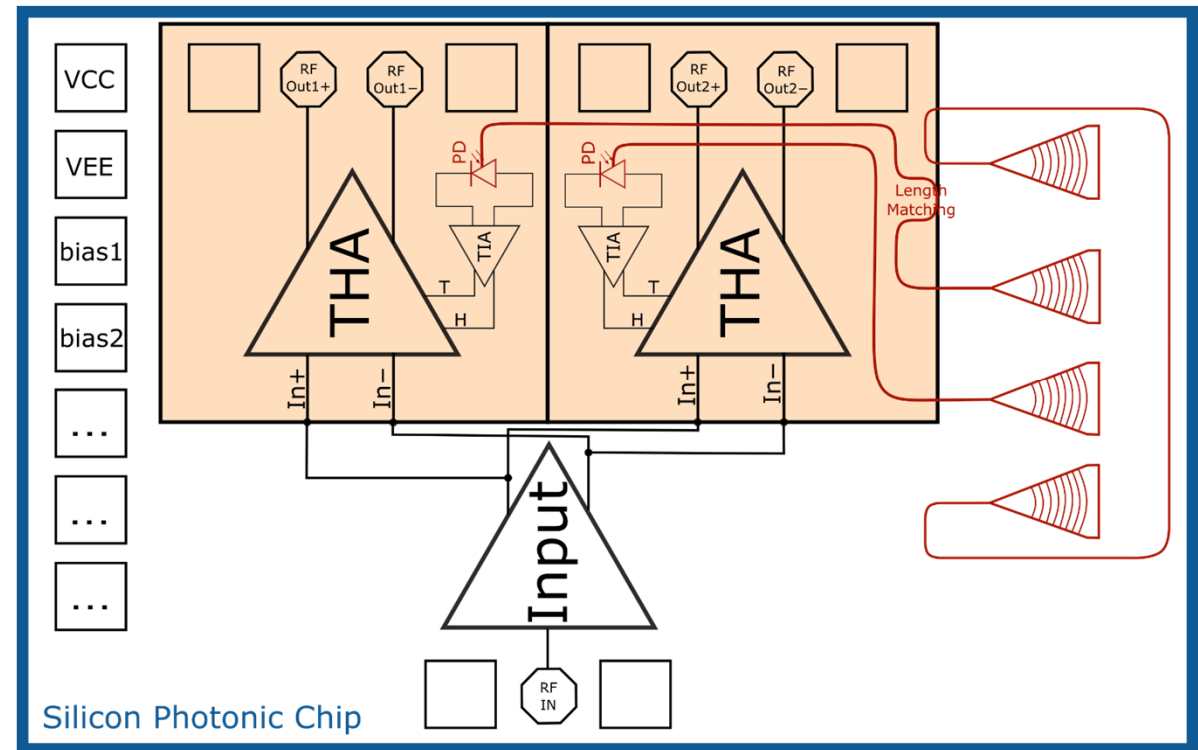 VCC
VEE
bias1
bias2
...
...
...
RF
Out1+
RF
Out1−
RF
Out2+
RF
Out2−
PD
PD
TIA
TIA
THA
THA
T
H
T
H
Length
Matching
In+
In−
In+
In−
Input
RF
IN
Silicon Photonic Chip